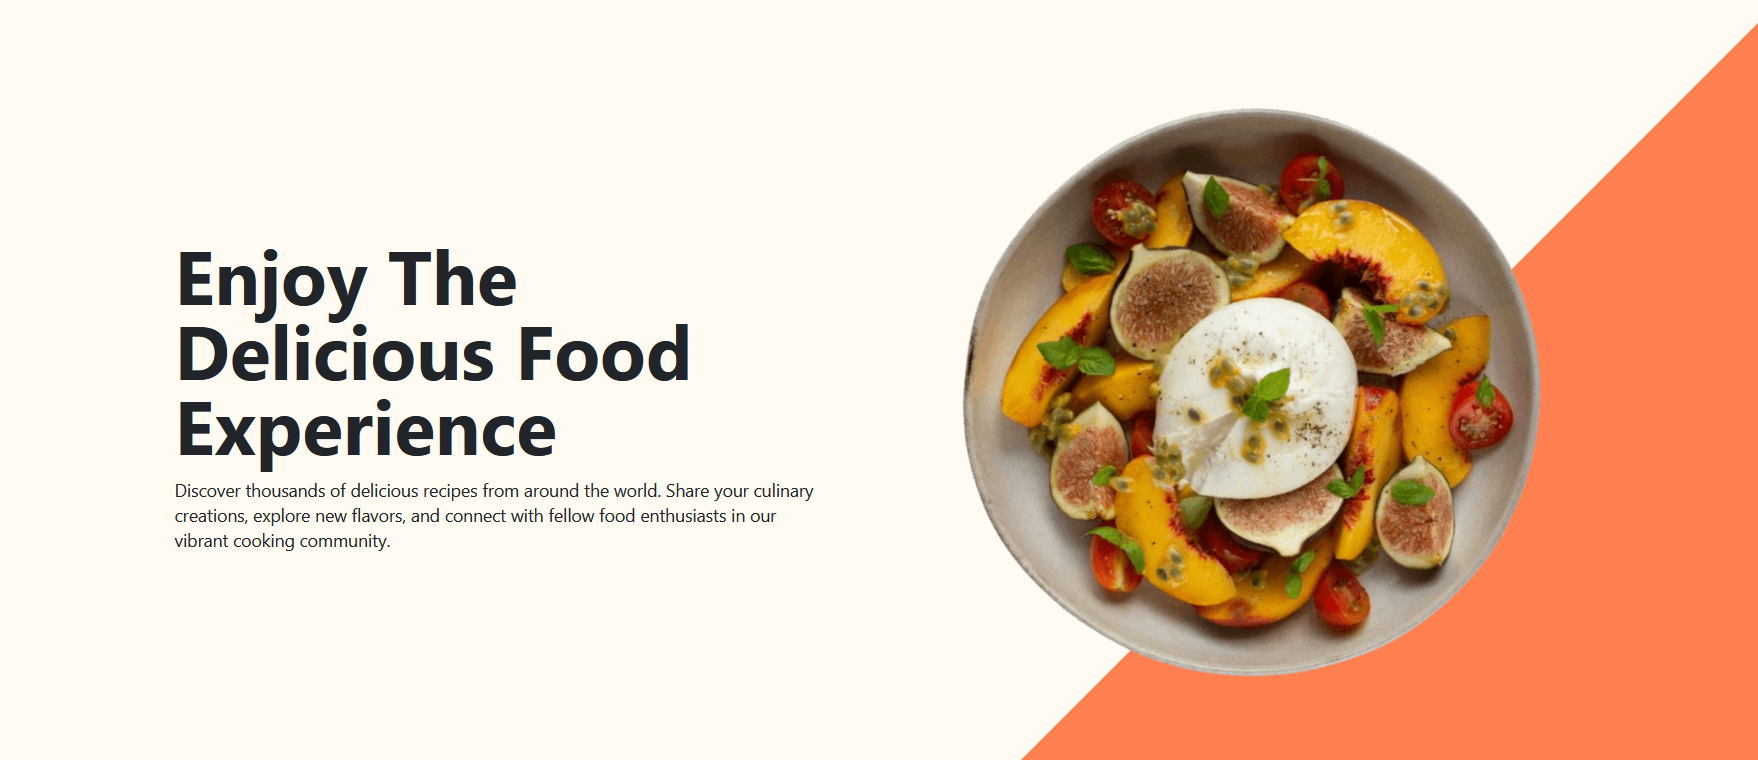 Enjoy The
Delicious Food
Experience
Discover thousands of delicious recipes from around the world. Share your culinary
creations, explore new flavors, and connect with fellow food enthusiasts in our
vibrant cooking community.